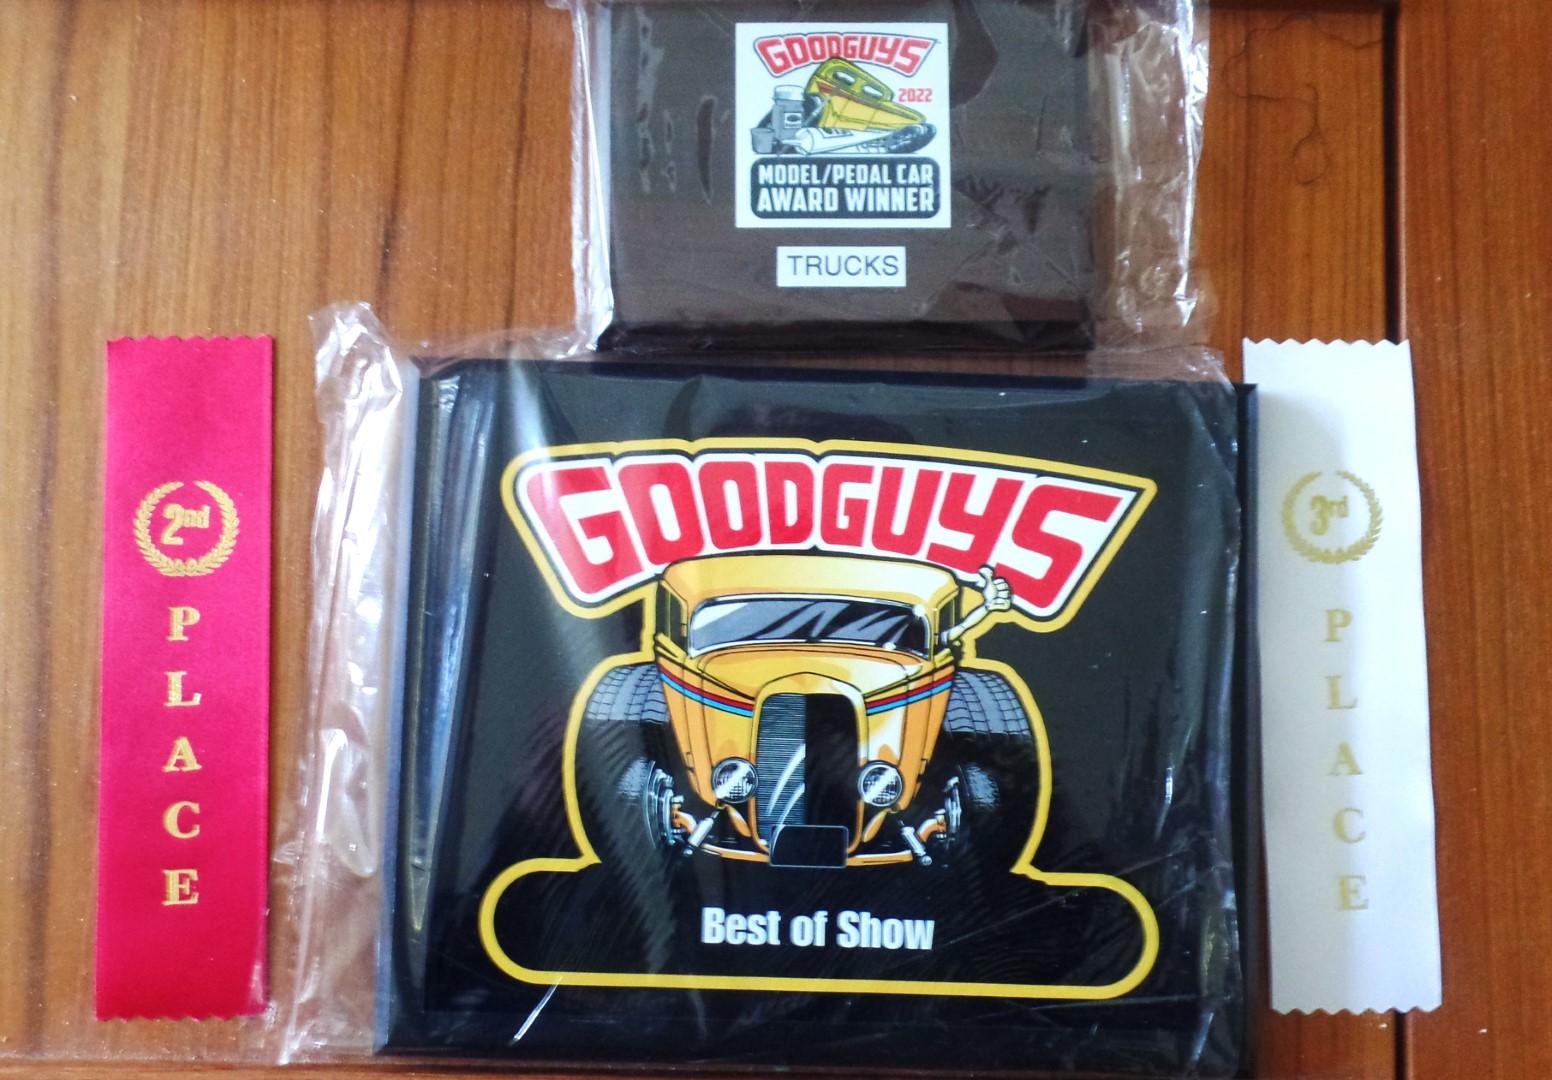 GOODGUYS
2022
MODEL/PEDAL CAR
AWARD WINNER
TRUCKS
2nd
P
L
A
C
E
GOODGUYS
Best of Show
3rd
P
L
A
C
E